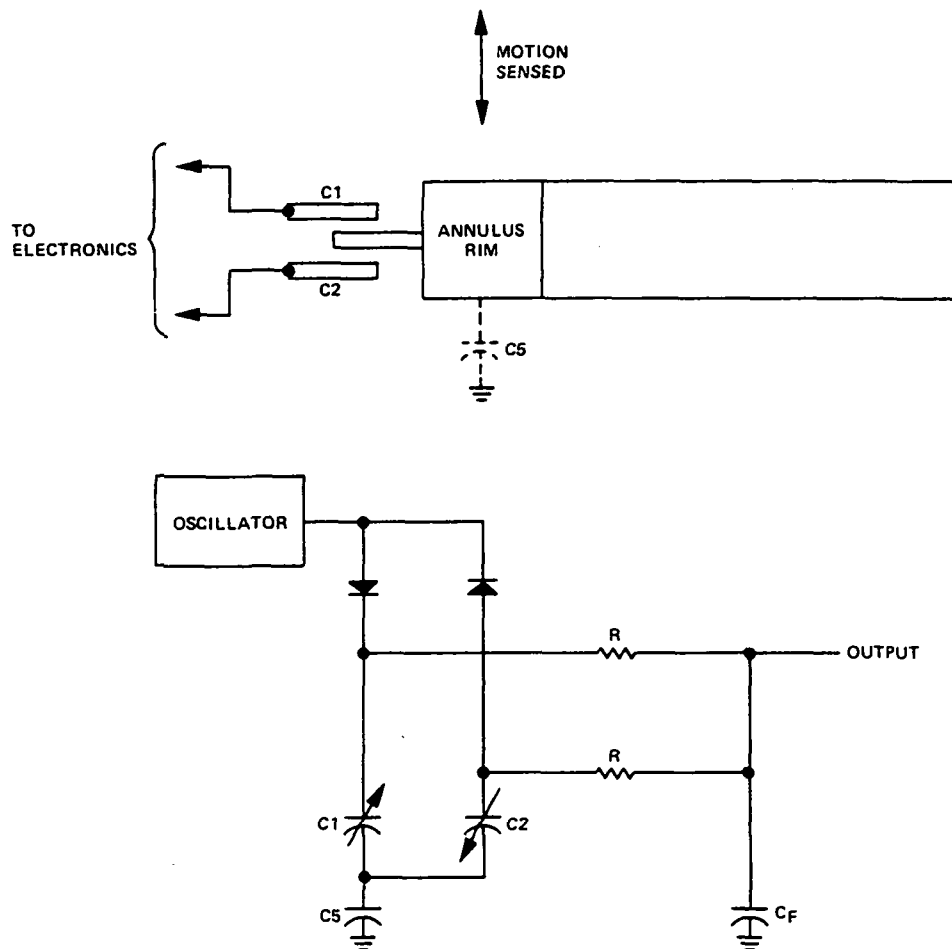 MOTION
SENSED
C1
TO
ELECTRONICS
ANNULUS
RIM
C2
C5
OSCILLATOR
R
OUTPUT
R
C1
C2
C5
CF